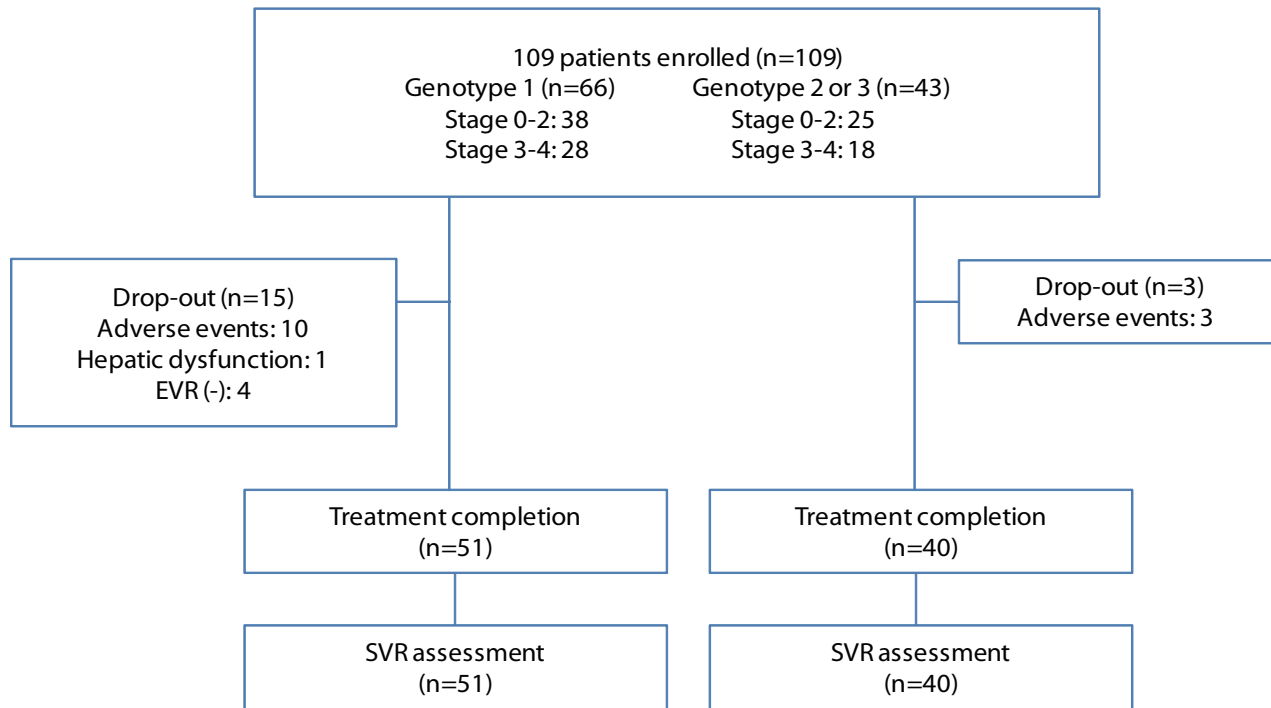 109 patients enrolled (n=109)
Genotype 1 (n=66)
Stage 0-2: 38
Stage 3-4: 28
Genotype 2 or 3 (n=43)
Stage 0-2: 25
Stage 3-4: 18
Drop-out (n=15)
Adverse events: 10
Hepatic dysfunction: 1
EVR (-): 4
Drop-out (n=3)
Adverse events: 3
Treatment completion
(n=51)
Treatment completion
(n=40)
SVR assessment
(n=51)
SVR assessment
(n=40)